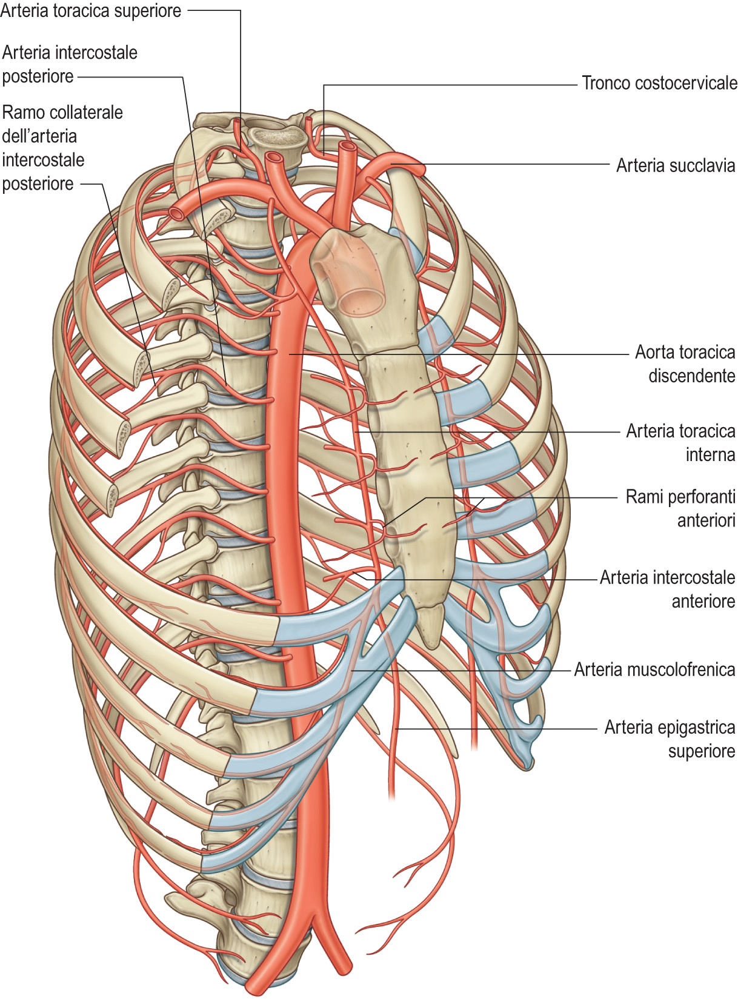 Arteria toracica superiore
Arteria intercostale
posteriore
Ramo collaterale
dell’arteria
intercostale
posteriore
Tronco costocervicale
Arteria succlavia
Aorta toracica
discendente
Arteria toracica
interna
Rami perforanti
anteriori
Arteria intercostale
anteriore
Arteria muscolofrenica
Arteria epigastrica
superiore